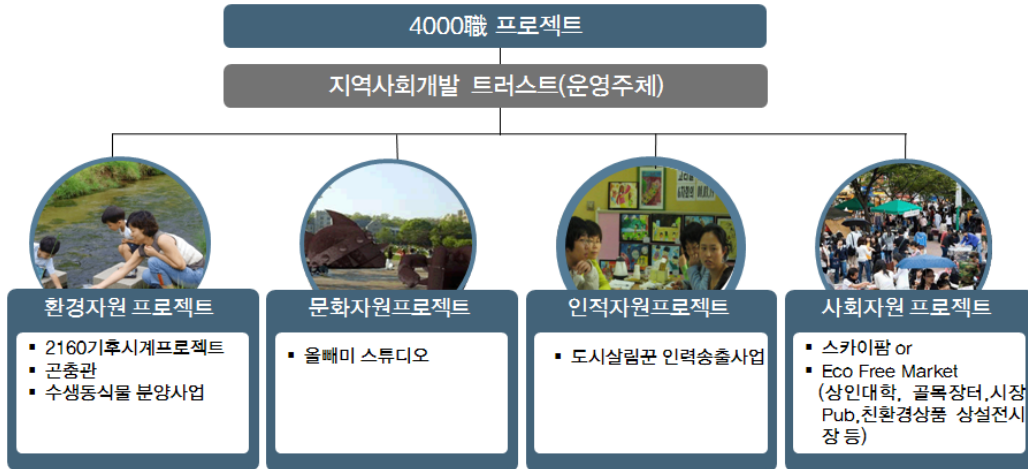 4000職 프로젝트
지역사회개발 트러스트(운영주체)
환경자원 프로젝트
▪ 2160기후시계프로젝트
▪ 곤충관
▪ 수생동식물 분양사업
문화자원프로젝트
▪ 올빼미 스튜디오
인적자원프로젝트
▪ 도시살림꾼 인력송출사업
사회자원 프로젝트
▪ 스카이팜 or
▪ Eco Free Market
(상인대학, 골목장터,시장
Pub,친환경상품 상설전시
장 등)